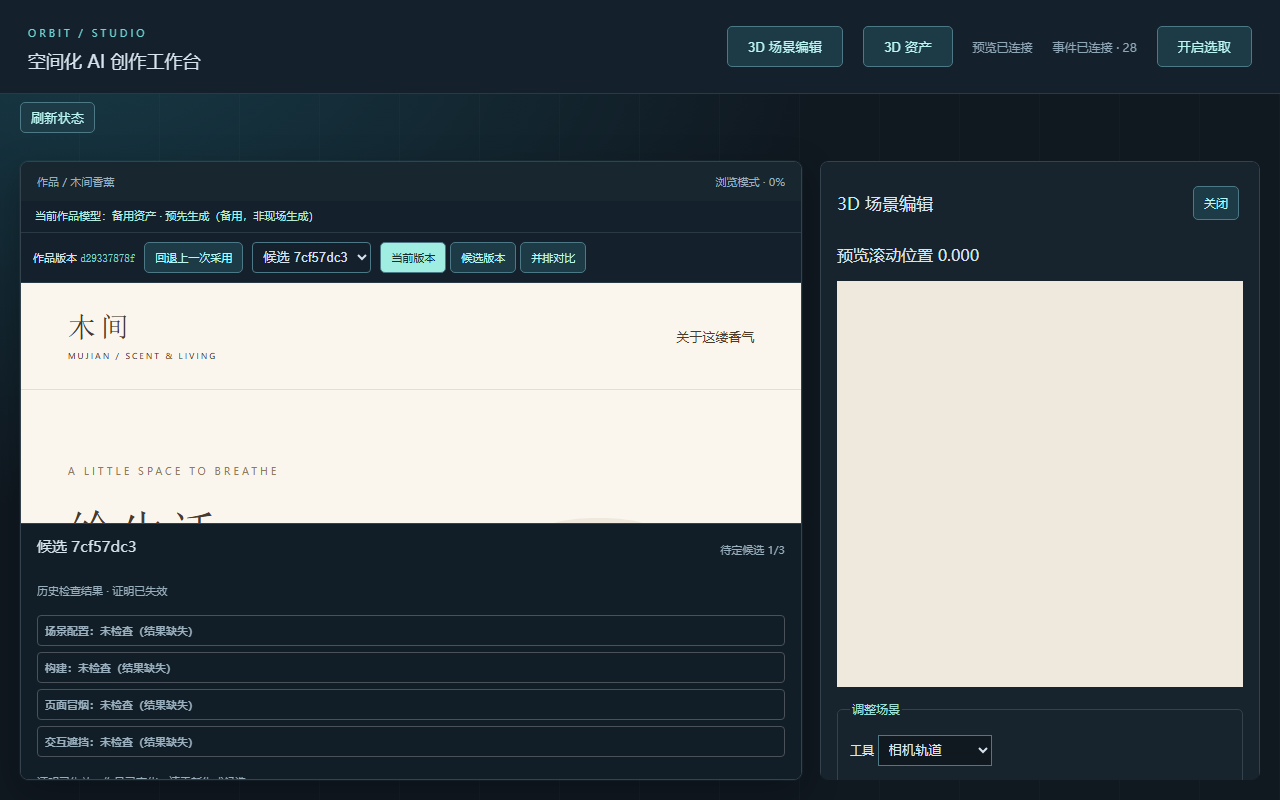 ORBIT / STUDIO
空间化 AI 创作工作台
3D 场景编辑
3D 资产
预览已连接
事件已连接 · 28
开启选取
刷新状态
作品 / 木间香薰
浏览模式 · 0%
当前作品模型：备用资产 · 预先生成（备用，非现场生成）
作品版本 d29337878f
回退上一次采用
候选 7cf57dc3
当前版本
候选版本
并排对比
木间
MUJIAN / SCENT & LIVING
关于这缕香气
A LITTLE SPACE TO BREATHE
候选 7cf57dc3
待定候选 1/3
历史检查结果 · 证明已失效
场景配置：未检查（结果缺失）
构建：未检查（结果缺失）
页面冒烟：未检查（结果缺失）
交互遮挡：未检查（结果缺失）
3D 场景编辑
关闭
预览滚动位置 0.000
调整场景
工具
相机轨道